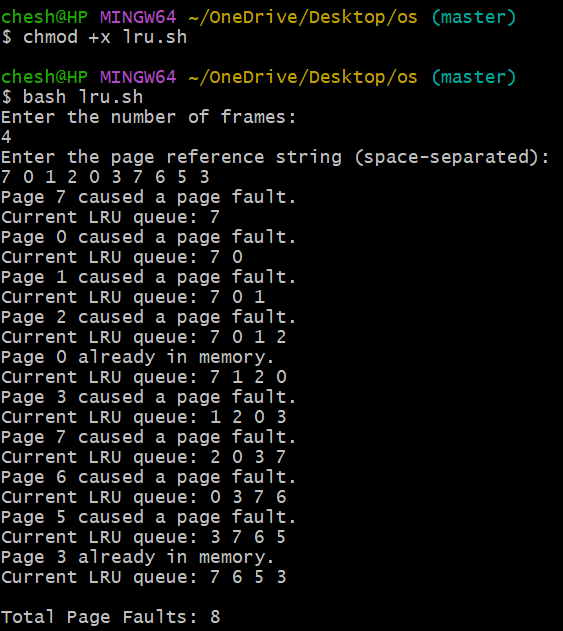 chesh@HP MINGW64 ~/OneDrive/Desktop/os (master)
$ chmod +x lru.sh
chesh@HP MINGW64 ~/OneDrive/Desktop/os (master)
$ bash lru.sh
Enter the number of frames:
4
Enter the page reference string (space-separated):
7 0 1 2 0 3 7 6 5 3
Page 7 caused a page fault.
Current LRU queue: 7
Page 0 caused a page fault.
Current LRU queue: 7 0
Page 1 caused a page fault.
Current LRU queue: 7 0 1
Page 2 caused a page fault.
Current LRU queue: 7 0 1 2
Page 0 already in memory.
Current LRU queue: 7 1 2 0
Page 3 caused a page fault.
Current LRU queue: 1 2 0 3
Page 7 caused a page fault.
Current LRU queue: 2 0 3 7
Page 6 caused a page fault.
Current LRU queue: 0 3 7 6
Page 5 caused a page fault.
Current LRU queue: 3 7 6 5
Page 3 already in memory.
Current LRU queue: 7 6 5 3
Total Page Faults: 8